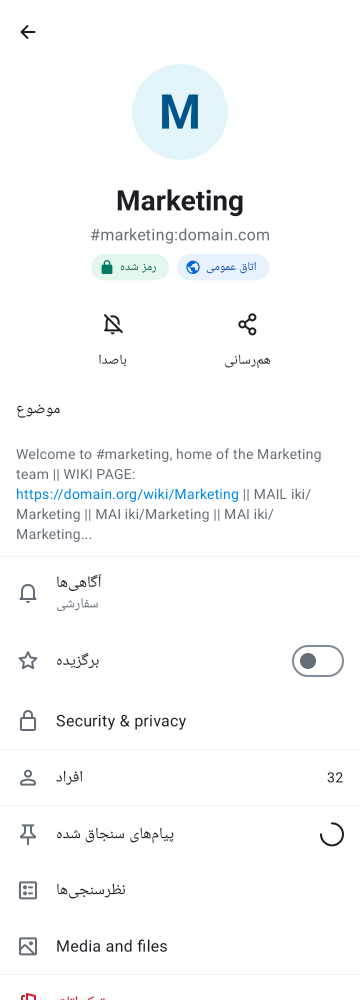 M
Marketing
#marketing:domain.com
رمز شده
اتاق عمومی
باصدا
هم‌رسانی
موضوع
Welcome to #marketing, home of the Marketing
team || WIKI PAGE:
https://domain.org/wiki/Marketing || MAIL iki/
Marketing || MAI iki/Marketing || MAI iki/
Marketing...
آگاهی‌ها
سفارشی
برگزیده
Security & privacy
افراد
32
پیام‌های سنجاق شده
نظرسنجی‌ها
Media and files